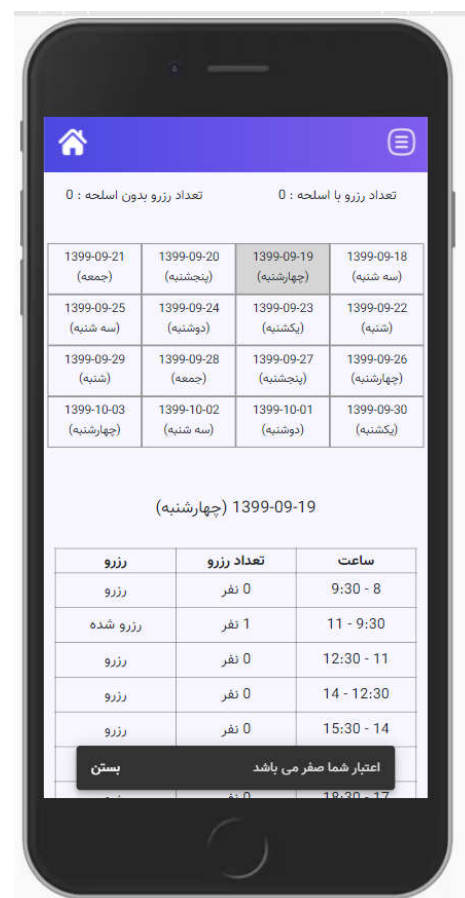 تعداد رزرو با اسلحه : 0 تعداد رزرو بدون اسلحه : 0
1399-09-18 1399-09-19 1399-09-20 1399-09-21
(سه شنبه) (چهارشنبه) (پنجشنبه) (جمعه)
1399-09-22 1399-09-23 1399-09-24 1399-09-25
(شنبه) (یکشنبه) (دوشنبه) (سه شنبه)
1399-09-26 1399-09-27 1399-09-28 1399-09-29
(چهارشنبه) (پنجشنبه) (جمعه) (شنبه)
1399-09-30 1399-10-01 1399-10-02 1399-10-03
(یکشنبه) (دوشنبه) (سه شنبه) (چهارشنبه)
1399-09-19 (چهارشنبه)
ساعت تعداد رزرو رزرو
8 - 9:30 0 نفر رزرو
9:30 - 11 1 نفر رزرو شده
11 - 12:30 0 نفر رزرو
12:30 - 14 0 نفر رزرو
14 - 15:30 0 نفر رزرو
اعتبار شما صفر می باشد بستن
17 - 18:30 0 نفر